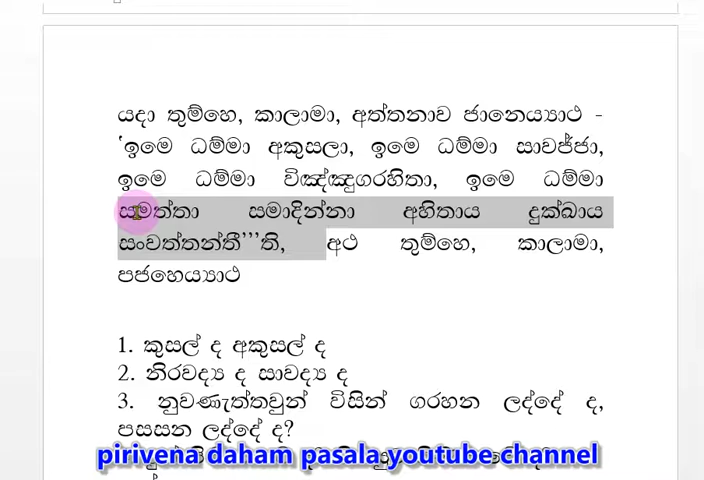 යදා තුම්හෙ, කාලාමා, අත්තනාව ජානෙය්‍යාථ -
‘ඉමෙ ධම්මා අකුසලා, ඉමෙ ධම්මා සාවජ්ජා,
ඉමෙ ධම්මා විඤ්ඤුගරහිතා, ඉමෙ ධම්මා
සමත්තා සමාදින්නා අහිතාය දුක්ඛාය
සංවත්තන්තී’’’ති, අථ තුම්හෙ, කාලාමා,
පජහෙය්‍යාථ
1. කුසල් ද අකුසල් ද
2. නිරවද්‍ය ද සාවද්‍ය ද
3. නුවණැත්තවුන් විසින් ගරහන ලද්දේ ද,
පසසන ලද්දේ ද?
pirivena daham pasala youtube channel